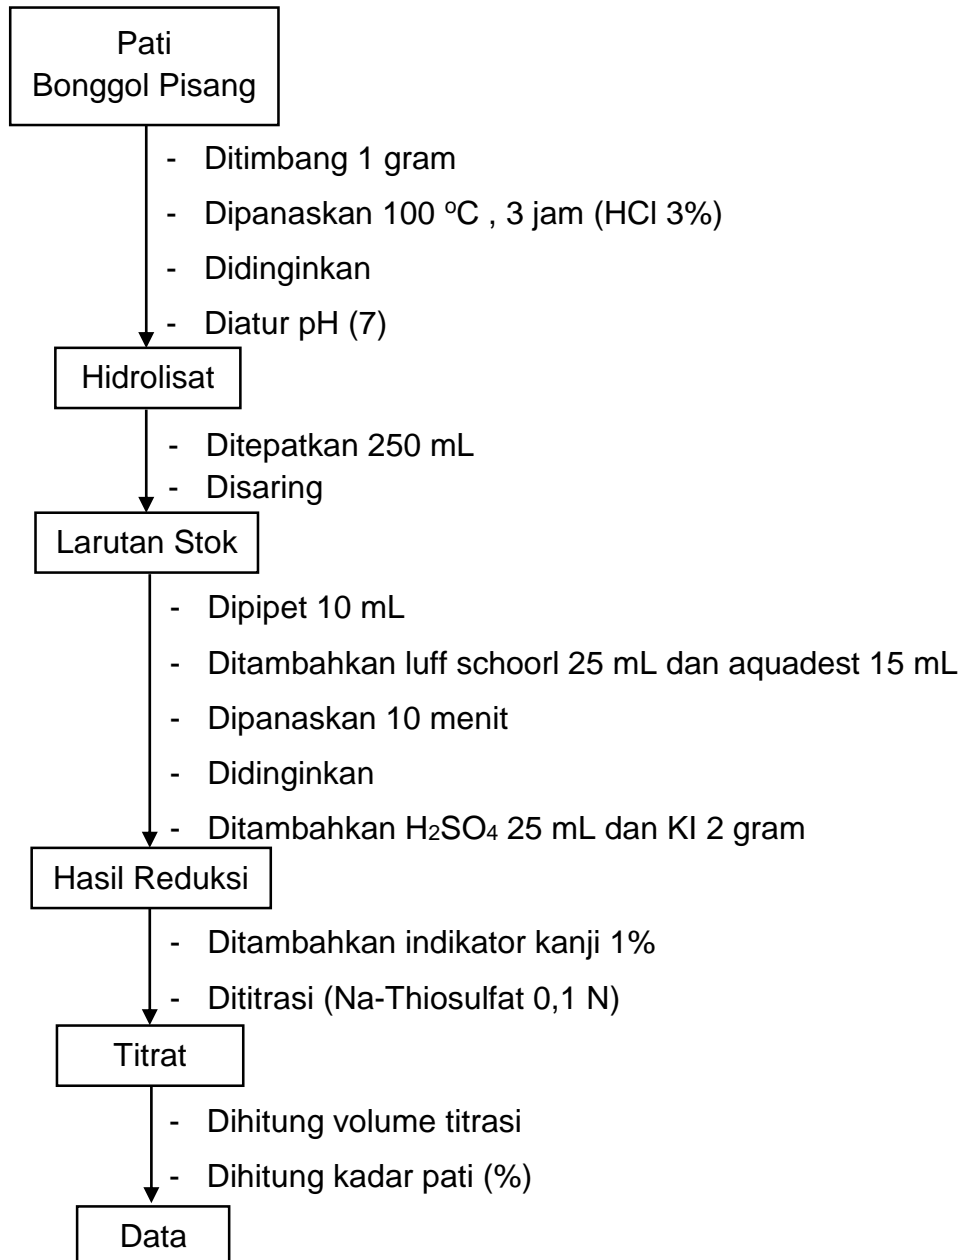 Pati
Bonggol Pisang
- Ditimbang 1 gram
- Dipanaskan 100 ºC , 3 jam (HCl 3%)
- Didinginkan
- Diatur pH (7)
Hidrolisat
- Ditepatkan 250 mL
- Disaring
Larutan Stok
- Dipipet 10 mL
- Ditambahkan luff schoorl 25 mL dan aquadest 15 mL
- Dipanaskan 10 menit
- Didinginkan
- Ditambahkan H₂SO₄ 25 mL dan KI 2 gram
Hasil Reduksi
- Ditambahkan indikator kanji 1%
- Dititrasi (Na-Thiosulfat 0,1 N)
Titrat
- Dihitung volume titrasi
- Dihitung kadar pati (%)
Data